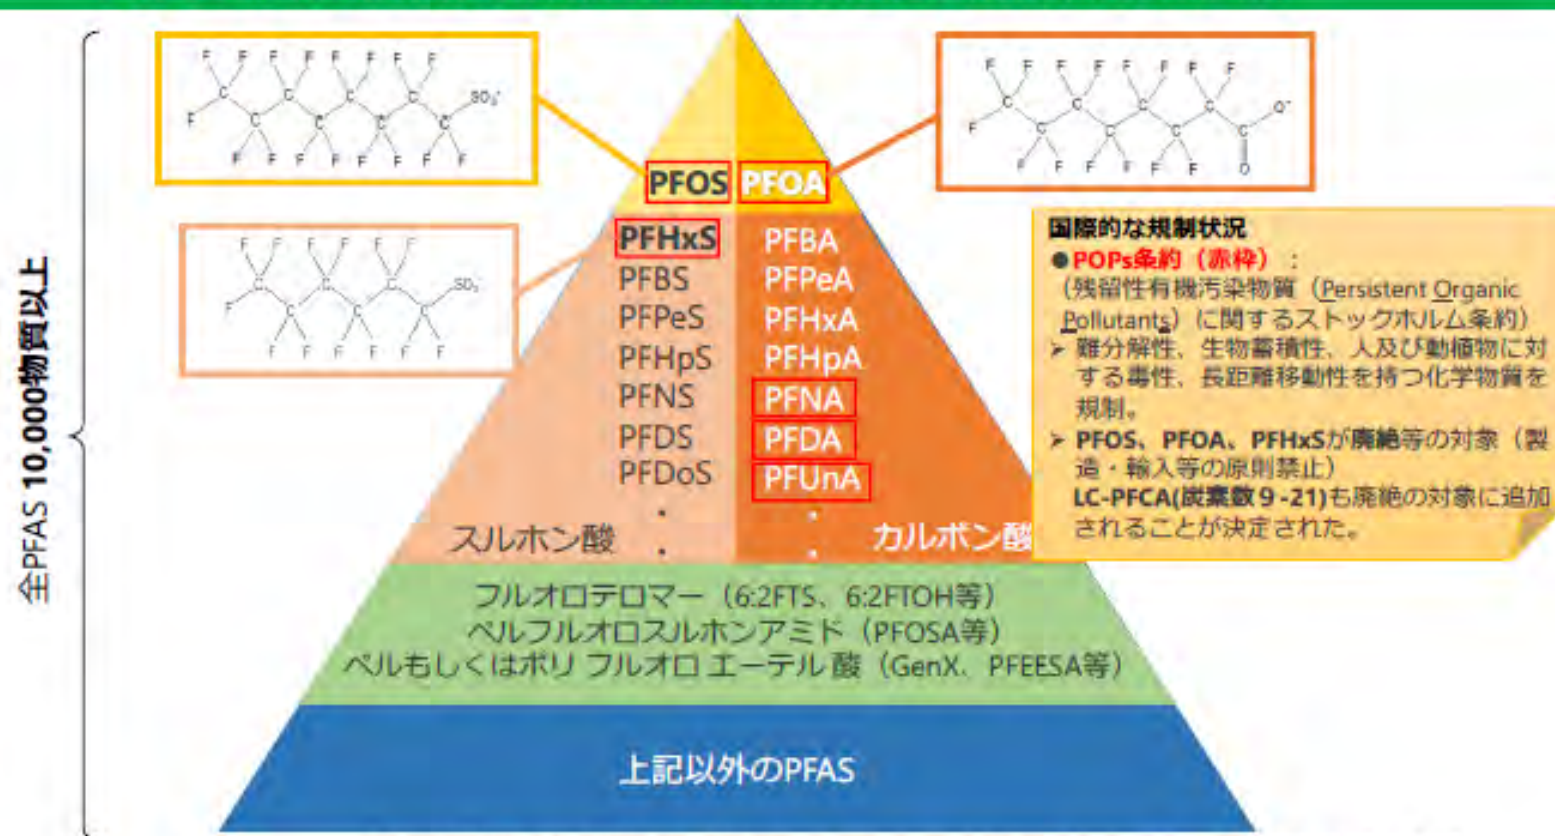 全PFAS 10,000物質以上
F F F F F F F F
C C C C SO₃⁻
F C C C C
F F F F F F F F
F F F F F F F F
C C C C O⁻
F C C C C
F F F F F F F O
PFOS PFOA
F F F F F F
C C C SO₃⁻
F C C C
F F F F F F
PFHxS PFBA
PFBS PFPeA
PFPeS PFHxA
PFHpS PFHpA
PFNS PFNA
PFDS PFDA
PFDoS PFUnA
・ ・
スルホン酸 ・ ・ カルボン酸
国際的な規制状況
●POPs条約（赤枠）：
(残留性有機汚染物質（Persistent Organic
Pollutants）に関するストックホルム条約)
➢ 難分解性、生物蓄積性、人及び動植物に対
する毒性、長距離移動性を持つ化学物質を
規制。
➢ PFOS、PFOA、PFHxSが廃絶等の対象（製
造・輸入等の原則禁止）
LC-PFCA(炭素数９-21)も廃絶の対象に追加
されることが決定された。
フルオロテロマー（6:2FTS、6:2FTOH等）
ペルフルオロスルホンアミド（PFOSA等）
ペルもしくはポリ フルオロ エーテル 酸（GenX、PFEESA等）
上記以外のPFAS